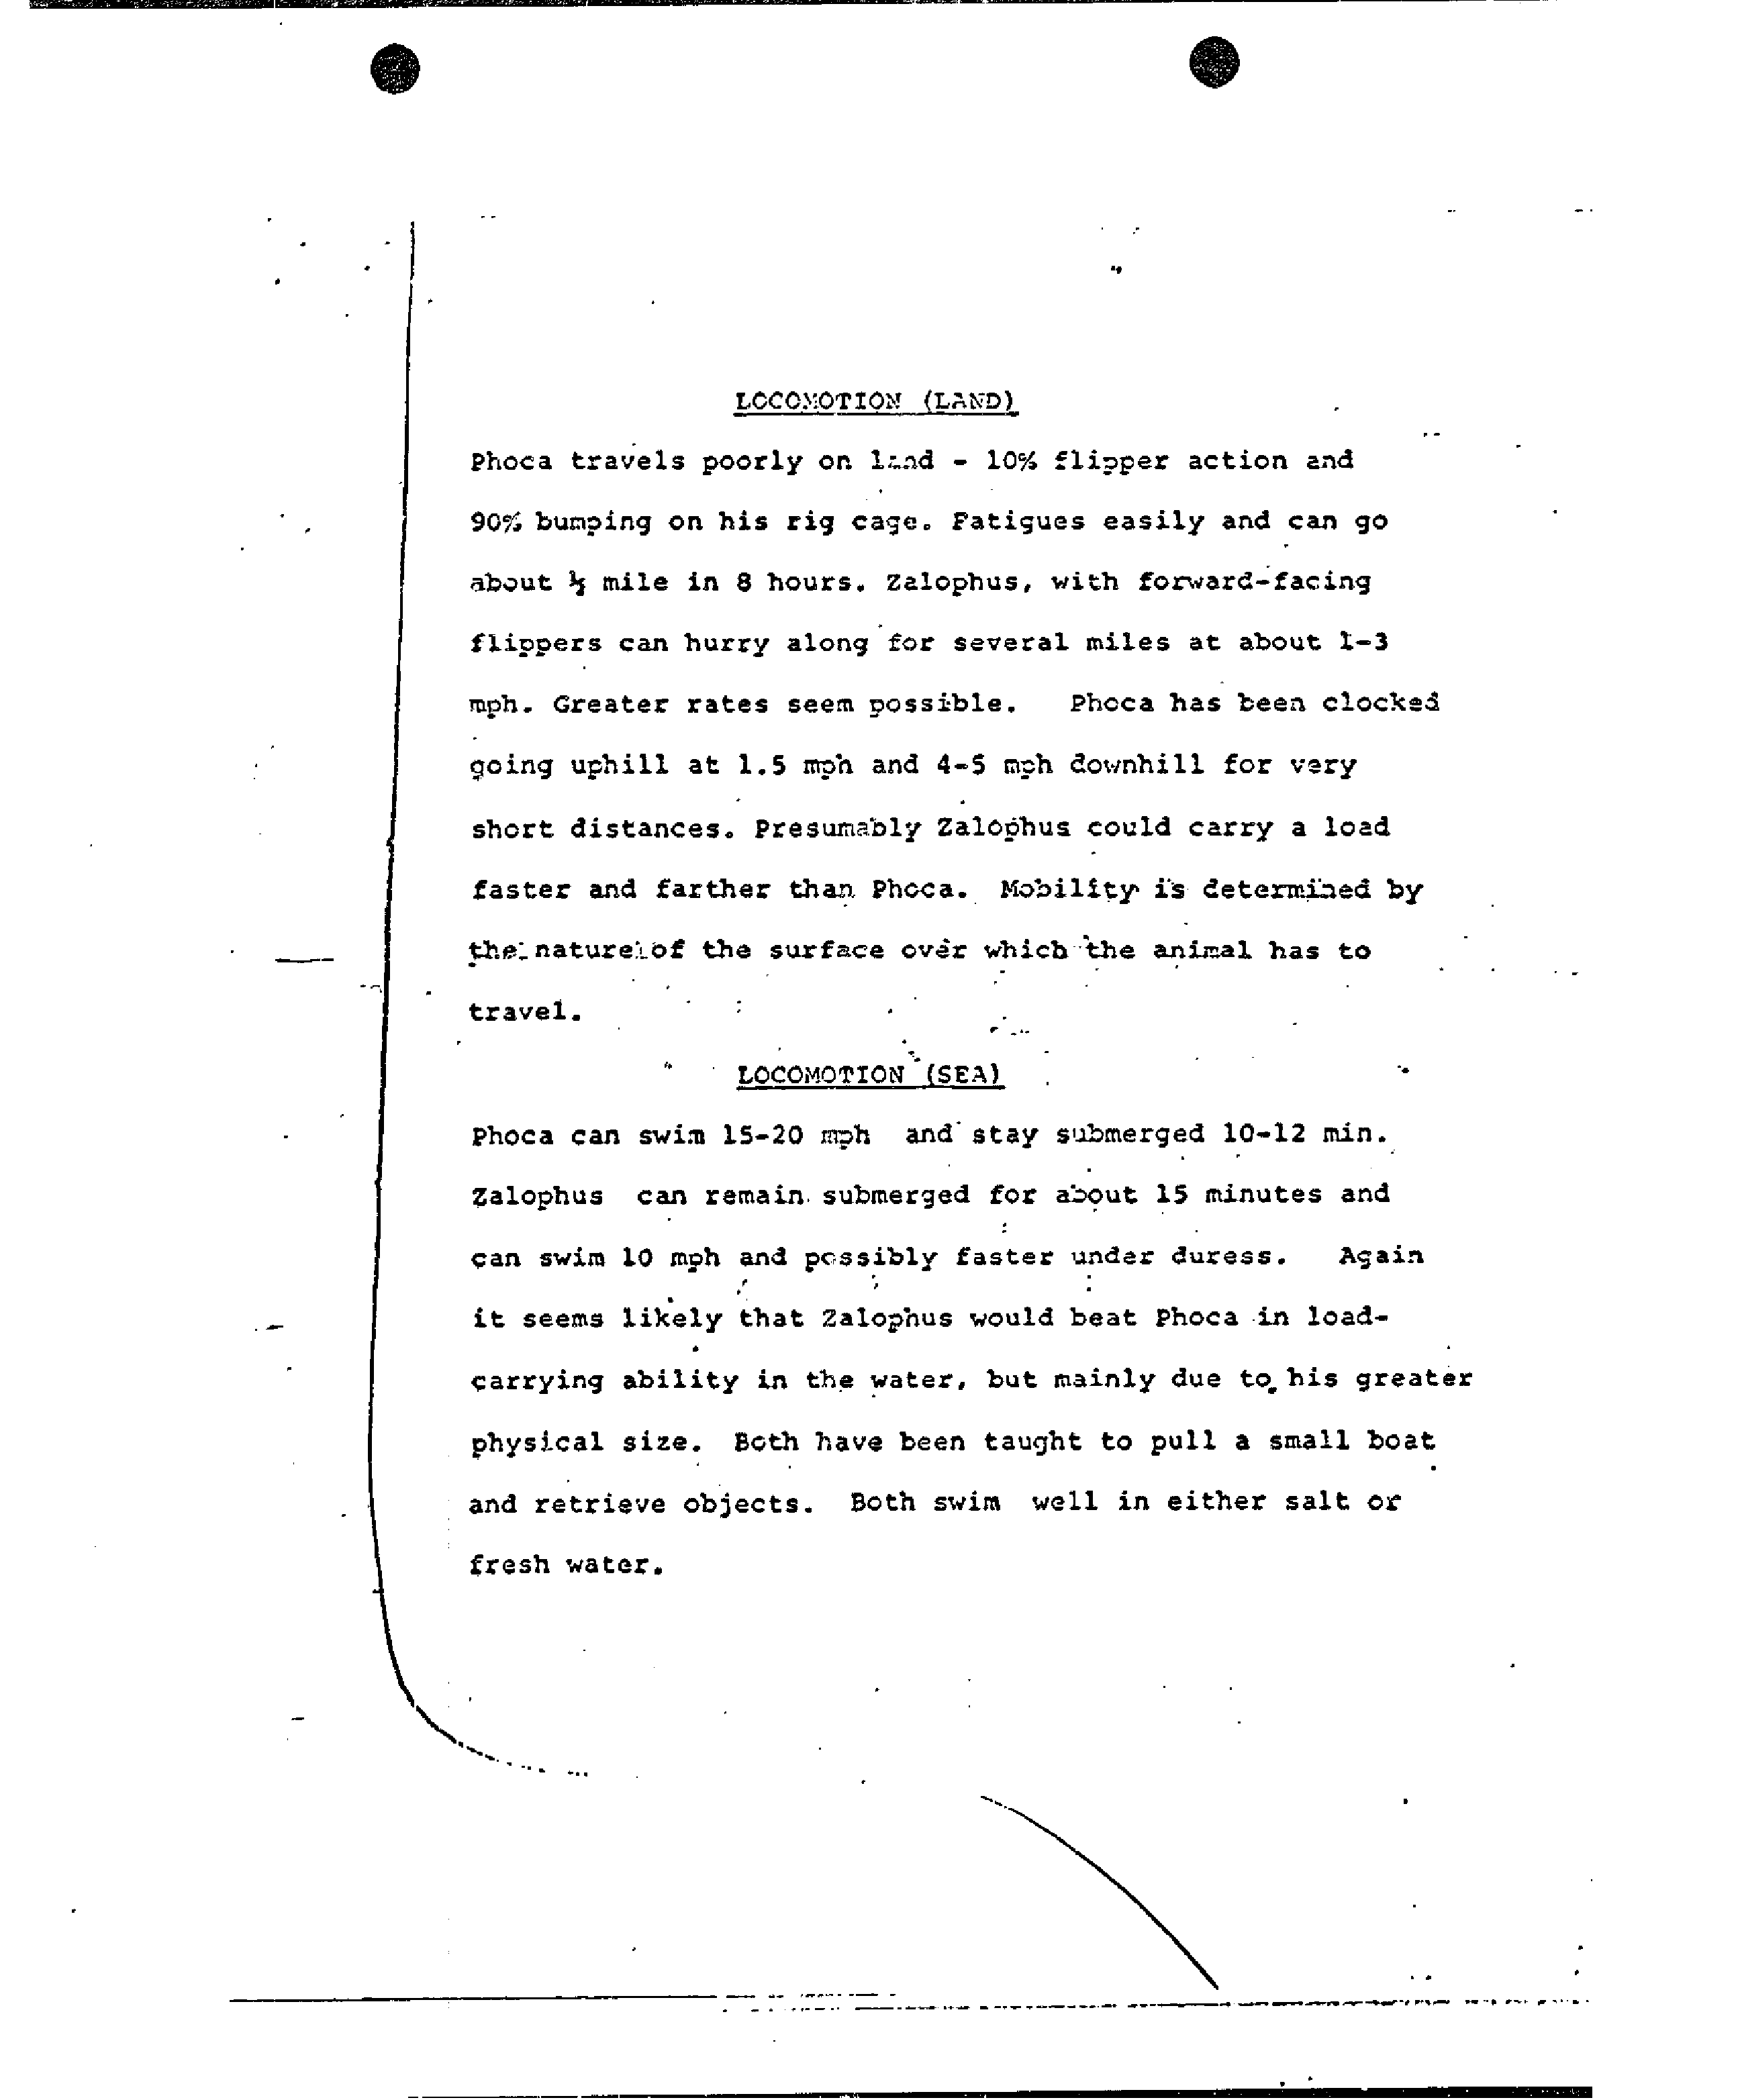 LOCOMOTION (LAND)
Phoca travels poorly on land - 10% flipper action and
90% bumping on his rig cage. Fatigues easily and can go
about ½ mile in 8 hours. Zalophus, with forward-facing
flippers can hurry along for several miles at about 1-3
mph. Greater rates seem possible. Phoca has been clocked
going uphill at 1.5 mph and 4-5 mph downhill for very
short distances. Presumably Zalophus could carry a load
faster and farther than Phoca. Mobility is determined by
the nature of the surface over which the animal has to
travel.
LOCOMOTION (SEA)
Phoca can swim 15-20 mph and stay submerged 10-12 min.
Zalophus can remain submerged for about 15 minutes and
can swim 10 mph and possibly faster under duress. Again
it seems likely that Zalophus would beat Phoca in load-
carrying ability in the water, but mainly due to his greater
physical size. Both have been taught to pull a small boat
and retrieve objects. Both swim well in either salt or
fresh water.